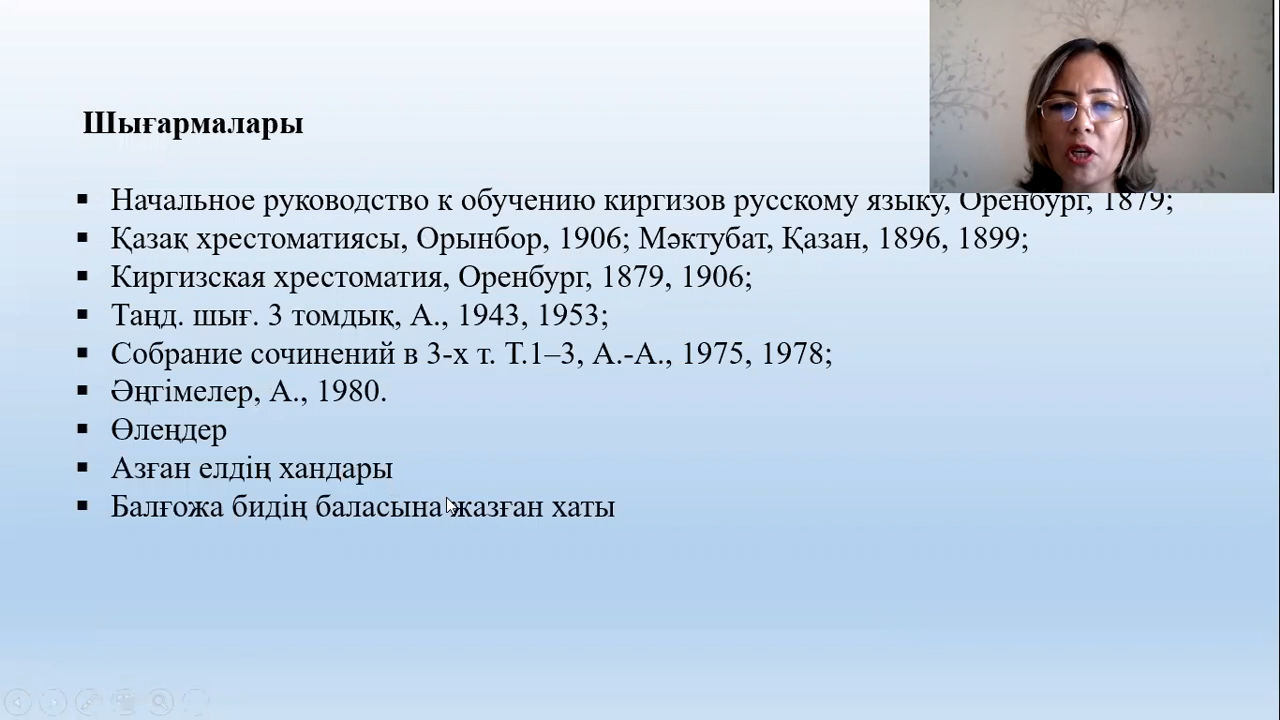 Шығармалары
Начальное руководство к обучению киргизов русскому языку, Оренбург, 1879;
Қазақ хрестоматиясы, Орынбор, 1906; Мәктубат, Қазан, 1896, 1899;
Киргизская хрестоматия, Оренбург, 1879, 1906;
Таңд. шығ. 3 томдық, А., 1943, 1953;
Собрание сочинений в 3-х т. Т.1–3, А.-А., 1975, 1978;
Әңгімелер, А., 1980.
Өлеңдер
Азған елдің хандары
Балғожа бидің баласына жазған хаты